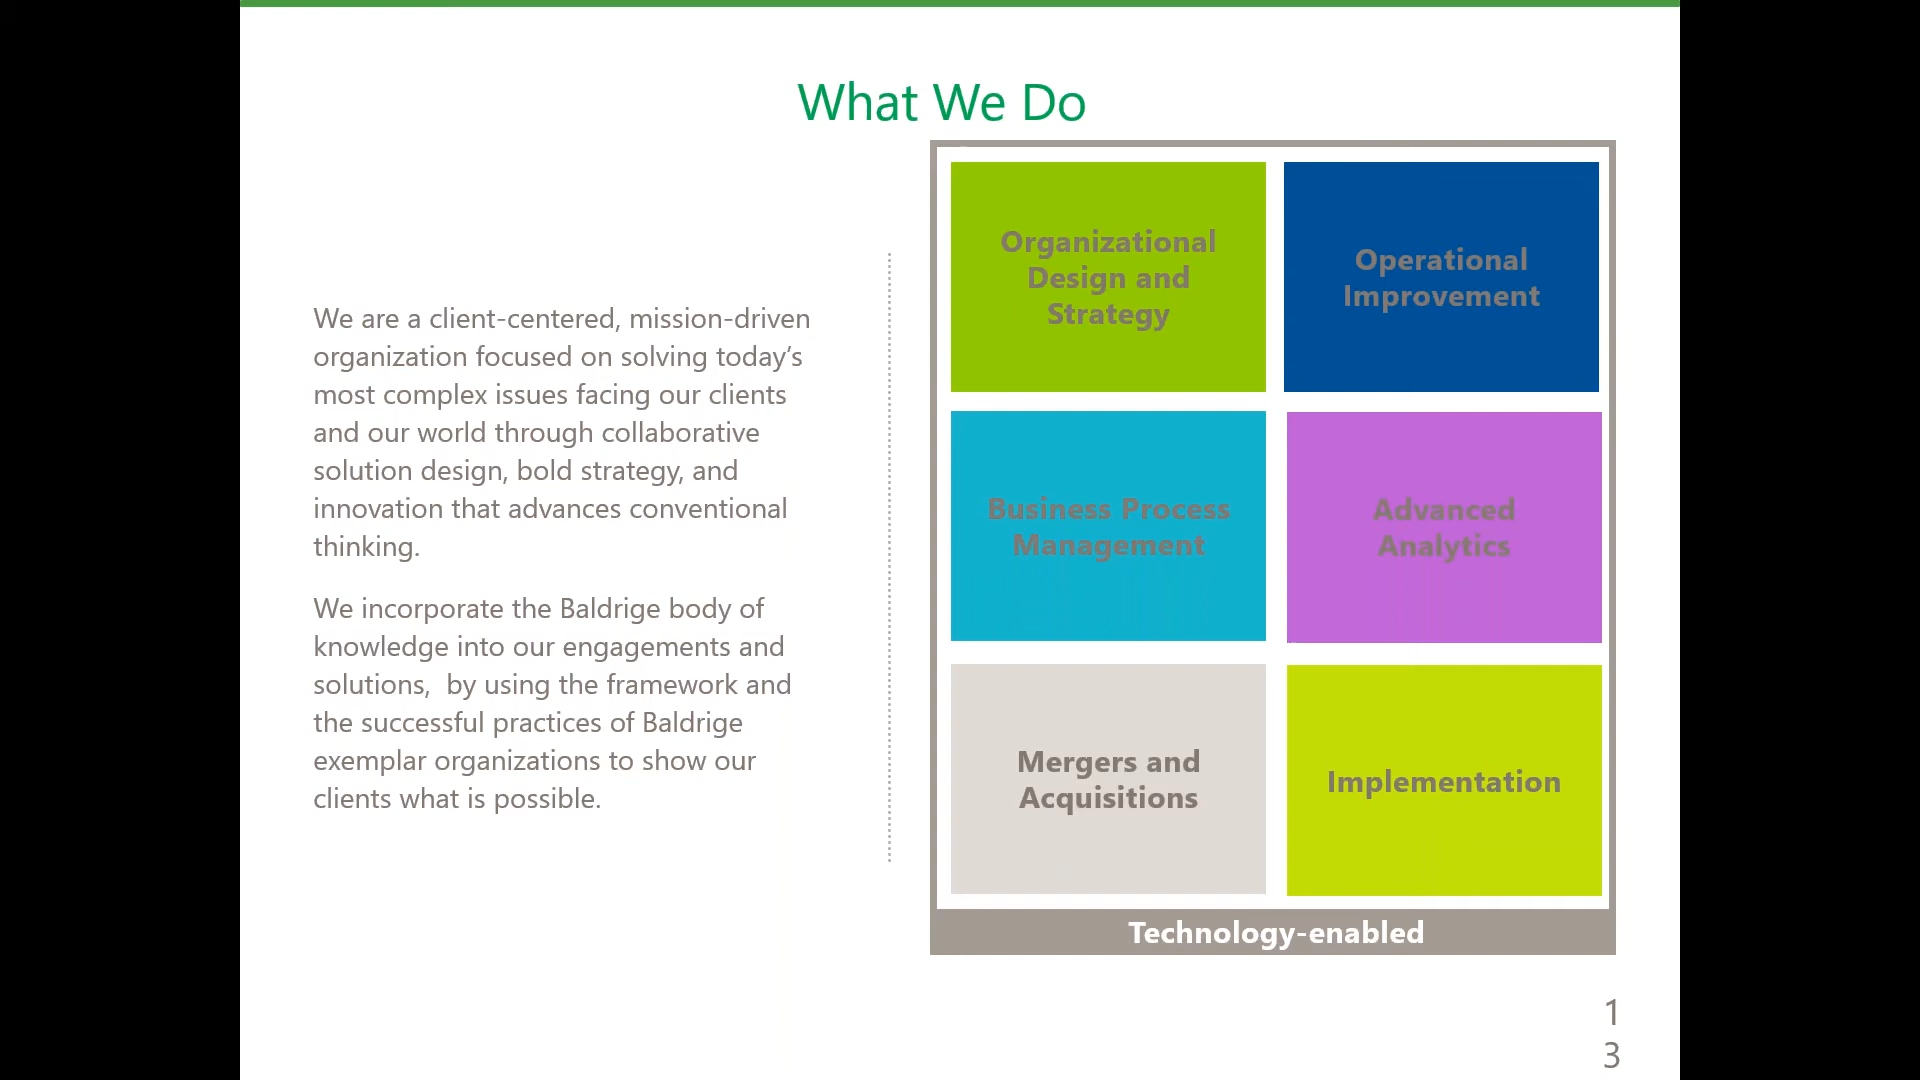 What We Do
We are a client-centered, mission-driven
organization focused on solving today’s
most complex issues facing our clients
and our world through collaborative
solution design, bold strategy, and
innovation that advances conventional
thinking.
We incorporate the Baldrige body of
knowledge into our engagements and
solutions,  by using the framework and
the successful practices of Baldrige
exemplar organizations to show our
clients what is possible.
Organizational
Design and
Strategy
Operational
Improvement
Business Process
Management
Advanced
Analytics
Mergers and
Acquisitions
Implementation
Technology-enabled
1
3